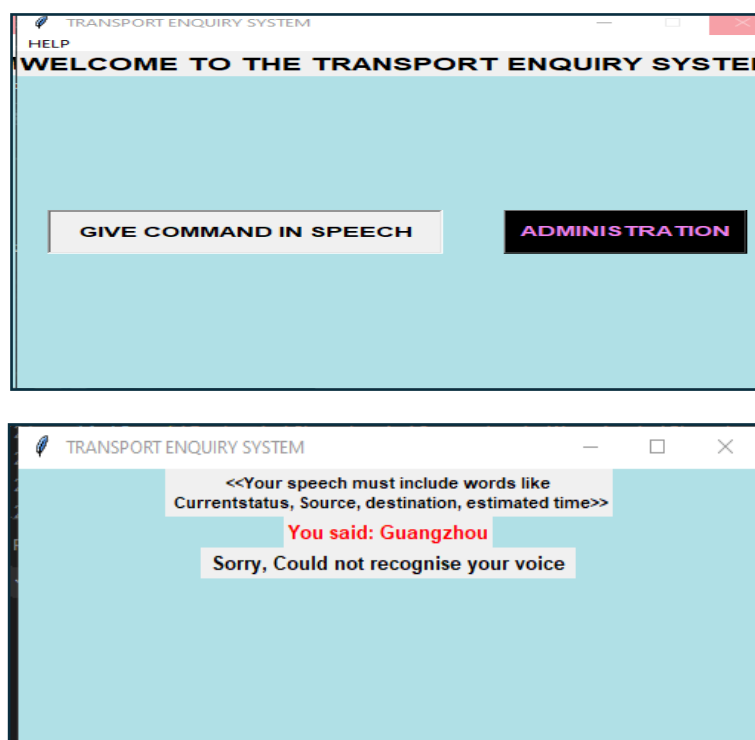 TRANSPORT ENQUIRY SYSTEM
HELP
WELCOME TO THE TRANSPORT ENQUIRY SYSTE
GIVE COMMAND IN SPEECH
ADMINISTRATION
TRANSPORT ENQUIRY SYSTEM
<<Your speech must include words like
Currentstatus, Source, destination, estimated time>>
You said: Guangzhou
Sorry, Could not recognise your voice